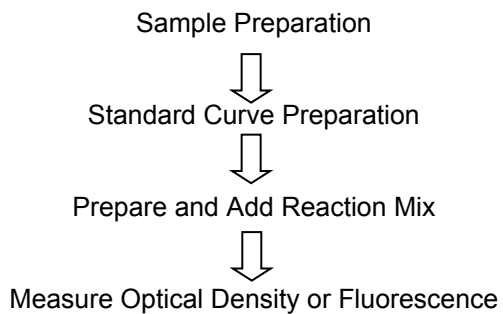 Sample Preparation
Standard Curve Preparation
Prepare and Add Reaction Mix
Measure Optical Density or Fluorescence